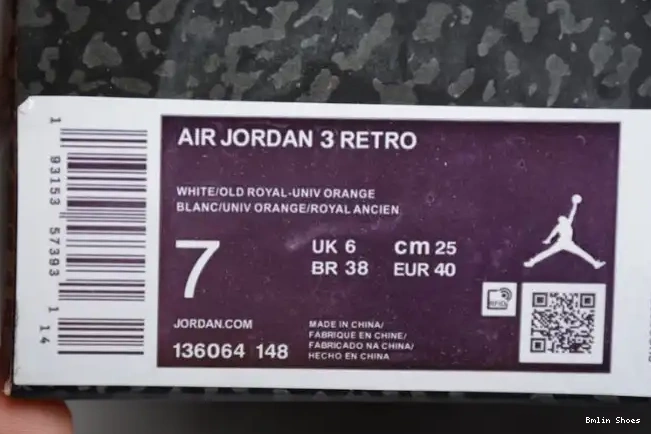 AIR JORDAN 3 RETRO
WHITE/OLD ROYAL-UNIV ORANGE
BLANC/UNIV ORANGE/ROYAL ANCIEN
7
UK 6 cm 25
BR 38 EUR 40
RFID
JORDAN.COM
136064 148
MADE IN CHINA/
FABRIQUE EN CHINE/
FABRICADO NA CHINA/
HECHO EN CHINA
1 93153 57393 1 14
Bmlin Shoes